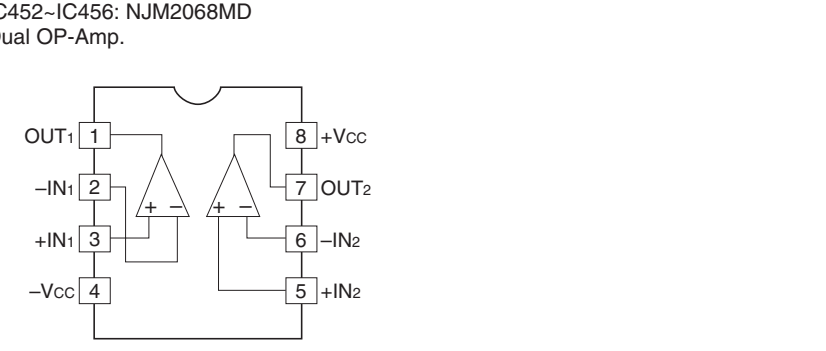 C452~IC456: NJM2068MD
ual OP-Amp.
OUT1 1
8 +VCC
–IN1 2
7 OUT2
+ –
+ –
+IN1 3
6 –IN2
–VCC 4
5 +IN2